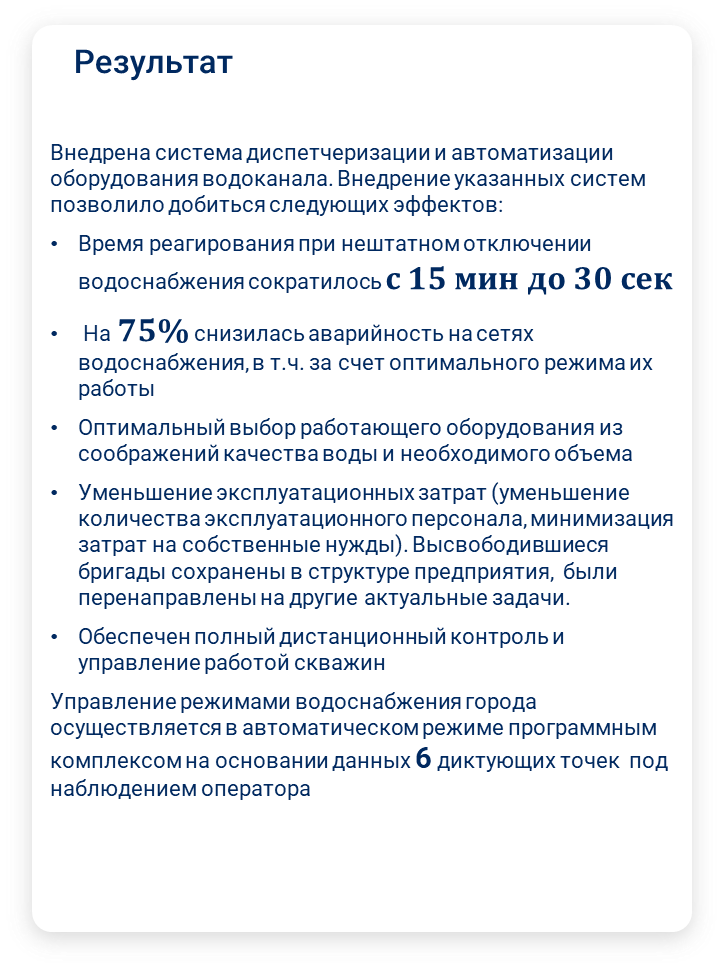 Результат
Внедрена система диспетчеризации и автоматизации
оборудования водоканала. Внедрение указанных систем
позволило добиться следующих эффектов:
• Время реагирования при нештатном отключении
водоснабжения сократилось с 15 мин до 30 сек
• На 75% снизилась аварийность на сетях
водоснабжения, в т.ч. за счет оптимального режима их
работы
• Оптимальный выбор работающего оборудования из
соображений качества воды и необходимого объема
• Уменьшение эксплуатационных затрат (уменьшение
количества эксплуатационного персонала, минимизация
затрат на собственные нужды). Высвободившиеся
бригады сохранены в структуре предприятия, были
перенаправлены на другие актуальные задачи.
• Обеспечен полный дистанционный контроль и
управление работой скважин
Управление режимами водоснабжения города
осуществляется в автоматическом режиме программным
комплексом на основании данных 6 диктующих точек под
наблюдением оператора